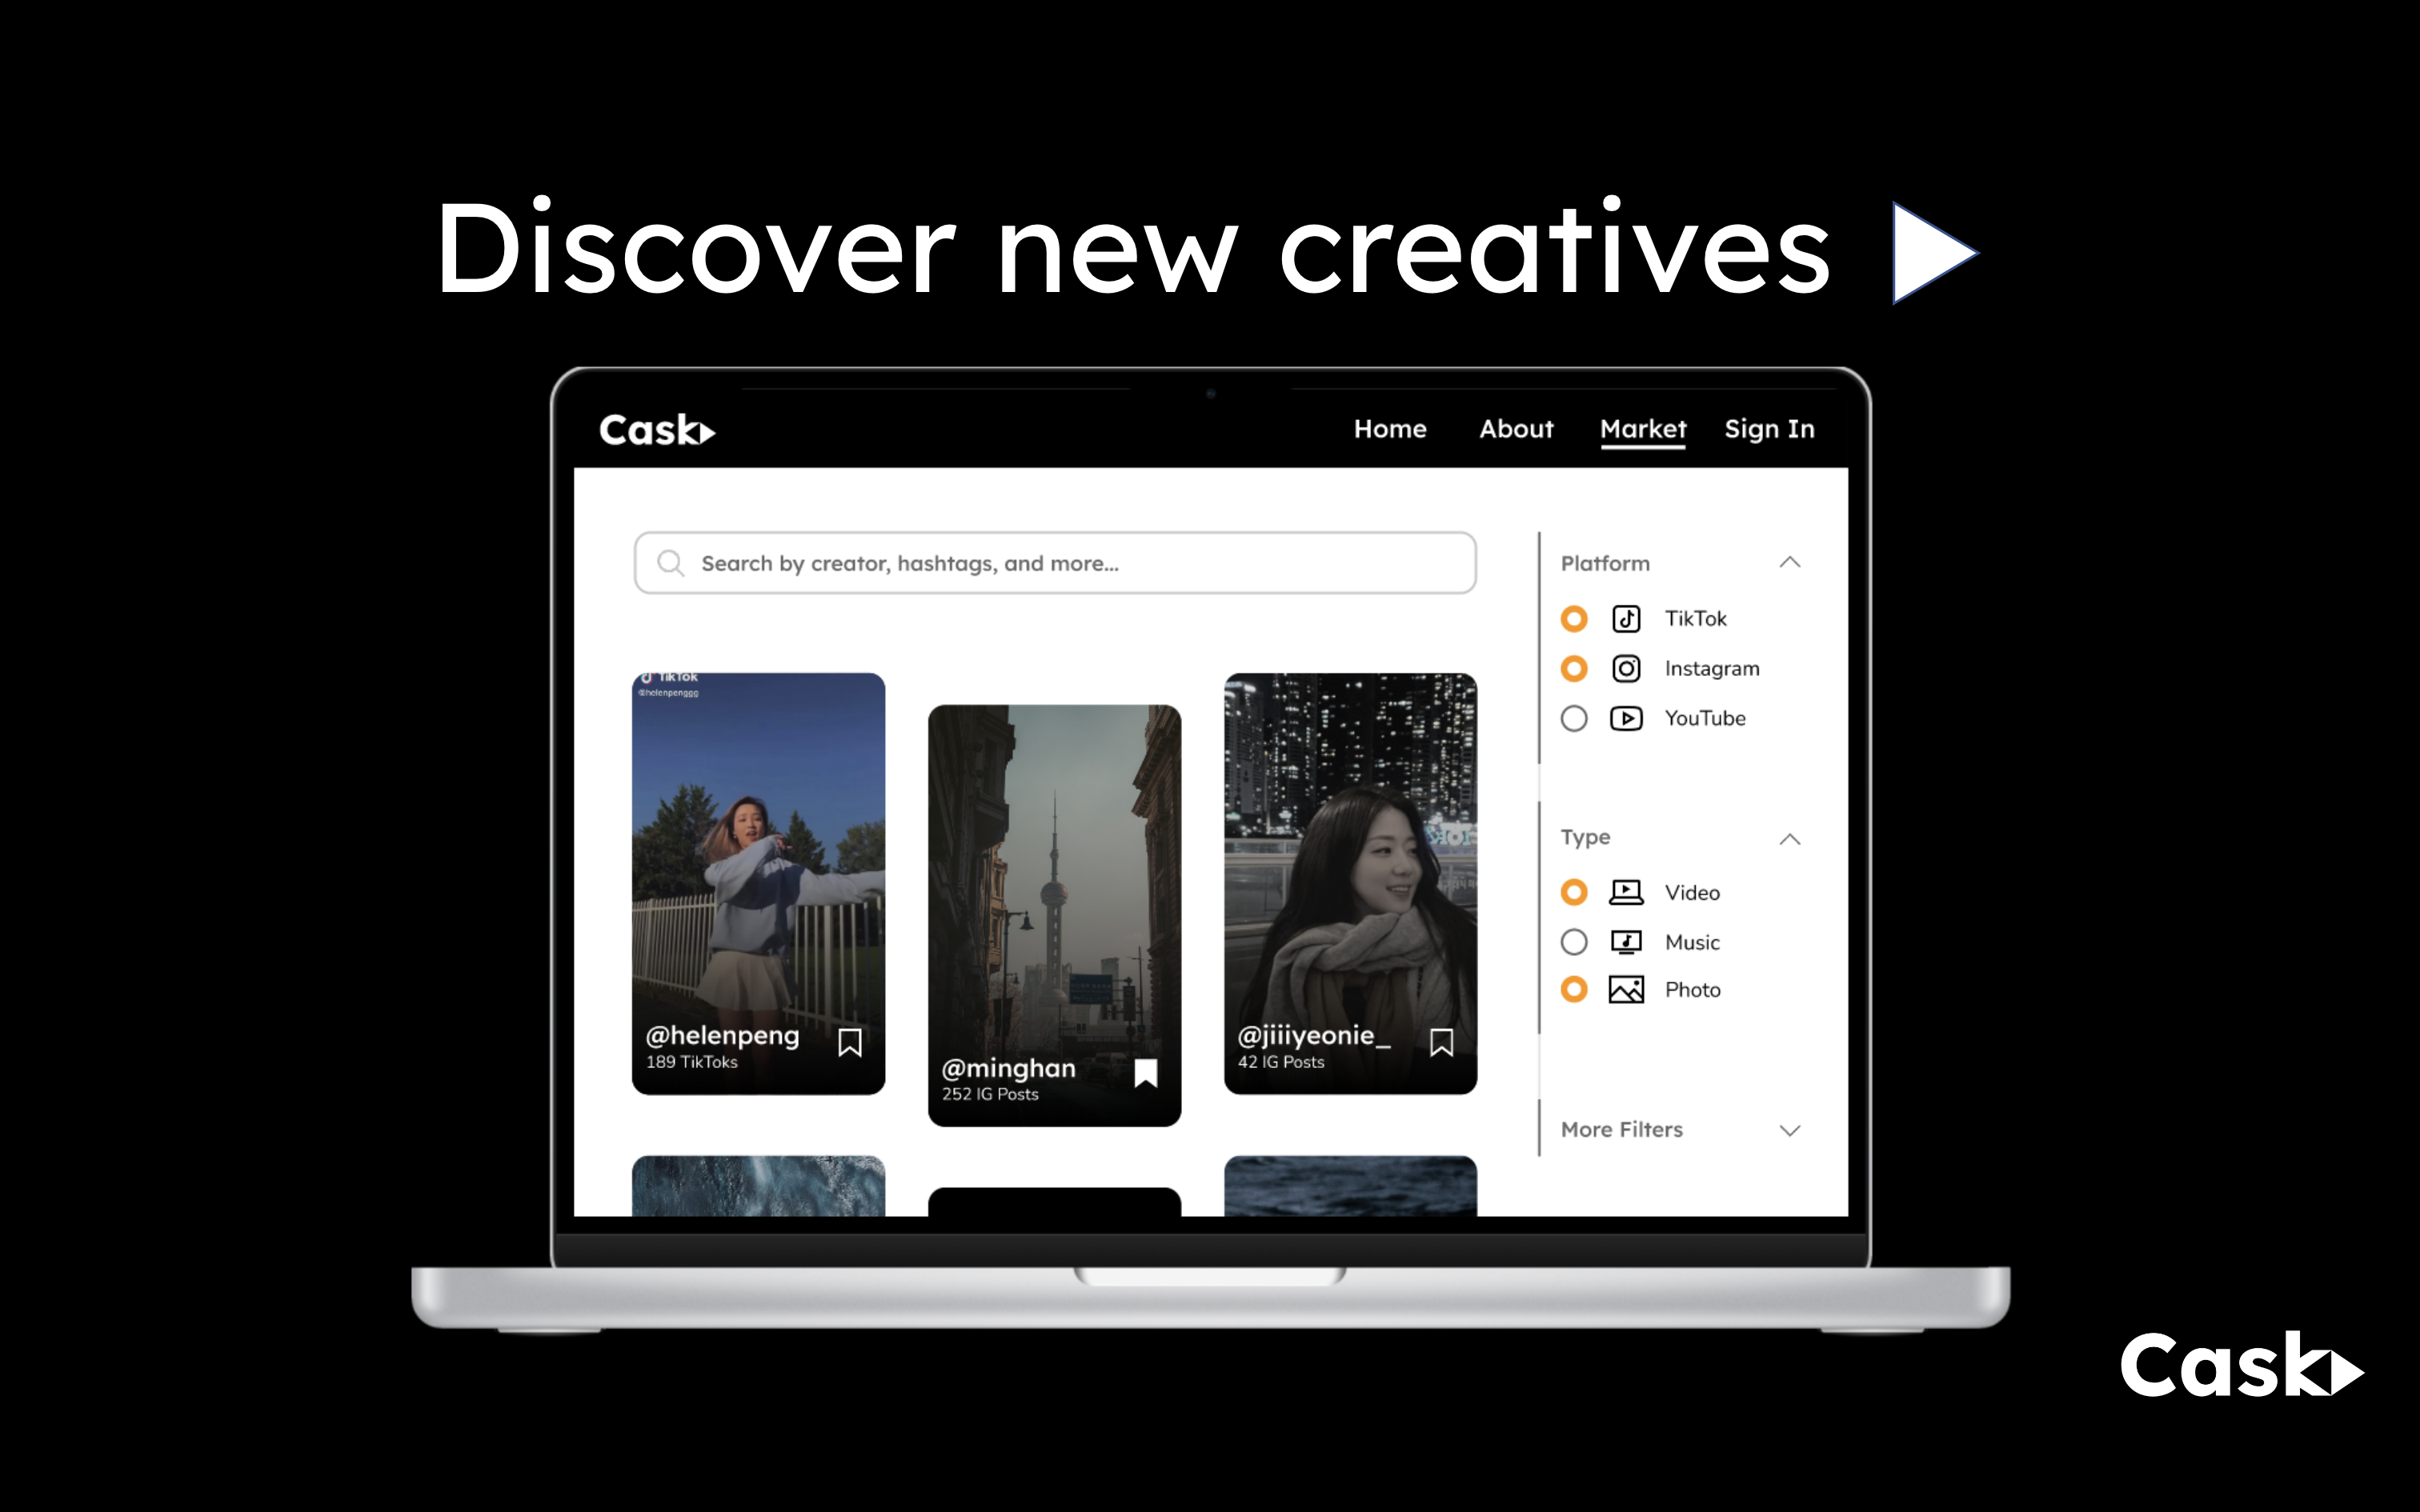 Discover new creatives
Cask
Home About Market Sign In
Search by creator, hashtags, and more...
TikTok
@helenpenggg
@helenpeng
189 TikToks
@minghan
252 IG Posts
@jiiiyeonie_
42 IG Posts
Platform
TikTok
Instagram
YouTube
Type
Video
Music
Photo
More Filters
Cask